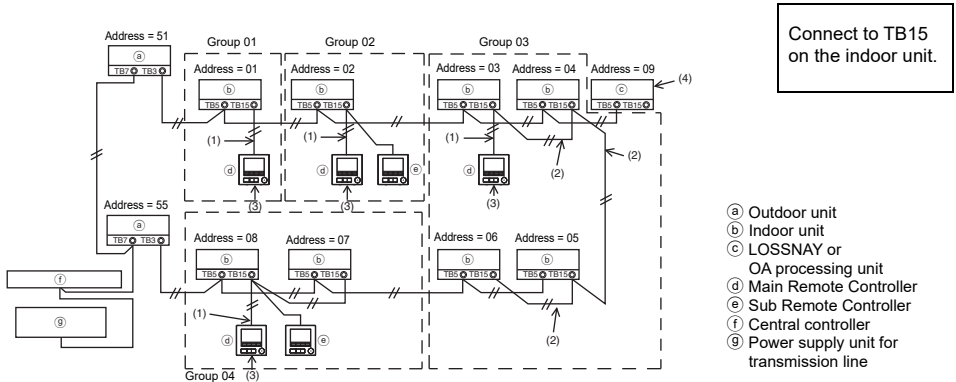 Connect to TB15
on the indoor unit.
Address = 51
Group 01
Group 02
Group 03
ⓐ
TB7 TB3
Address = 01
Address = 02
Address = 03
Address = 04
Address = 09
(4)
ⓑ
ⓑ
ⓑ
ⓑ
ⓒ
TB5 TB15
TB5 TB15
TB5 TB15
TB5 TB15
TB5 TB15
(1)
(1)
(1)
(2)
(2)
ⓓ
ⓓ
ⓔ
ⓓ
(3)
(3)
(3)
Address = 55
ⓐ
TB7 TB3
Address = 08
Address = 07
Address = 06
Address = 05
ⓑ
ⓑ
ⓑ
ⓑ
TB5 TB15
TB5 TB15
TB5 TB15
TB5 TB15
ⓕ
ⓖ
(1)
(2)
ⓓ
ⓔ
Group 04
(3)
ⓐ Outdoor unit
ⓑ Indoor unit
ⓒ LOSSNAY or
OA processing unit
ⓓ Main Remote Controller
ⓔ Sub Remote Controller
ⓕ Central controller
ⓖ Power supply unit for
transmission line